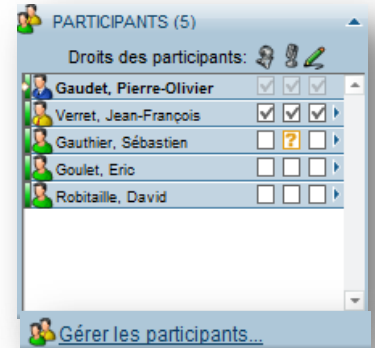 PARTICIPANTS (5)
Droits des participants:
Gaudet, Pierre-Olivier
Verret, Jean-François
Gauthier, Sébastien ?
Goulet, Eric
Robitaille, David
Gérer les participants...